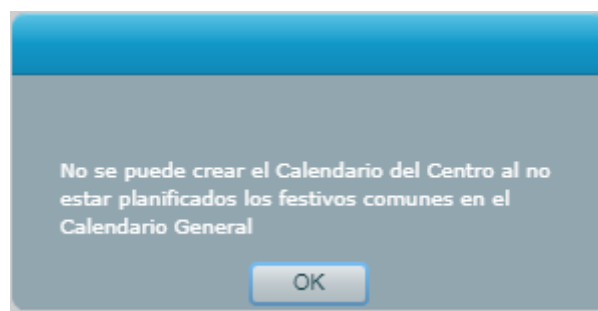 No se puede crear el Calendario del Centro al no
estar planificados los festivos comunes en el
Calendario General
OK